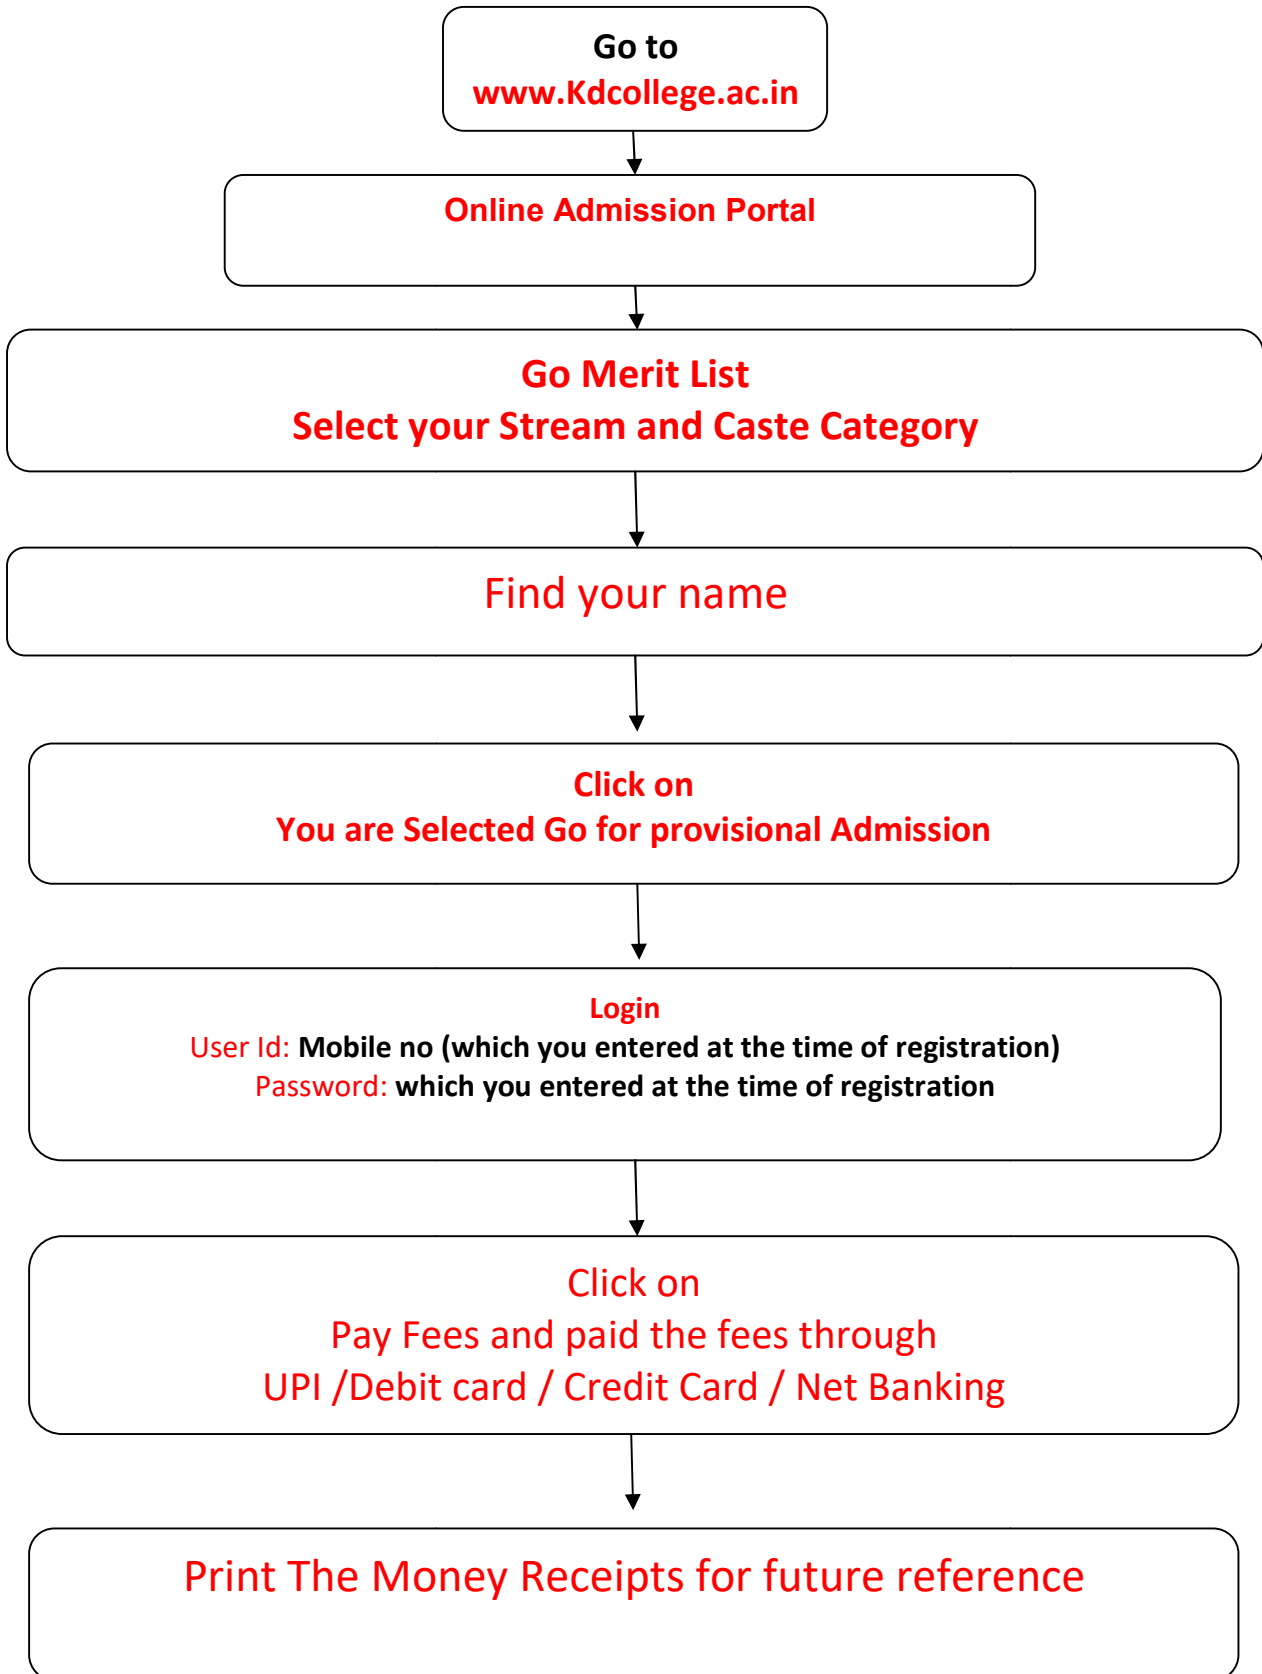 Go to
www.Kdcollege.ac.in
Online Admission Portal
Go Merit List
Select your Stream and Caste Category
Find your name
Click on
You are Selected Go for provisional Admission
Login
User Id: Mobile no (which you entered at the time of registration)
Password: which you entered at the time of registration
Click on
Pay Fees and paid the fees through
UPI /Debit card / Credit Card / Net Banking
Print The Money Receipts for future reference